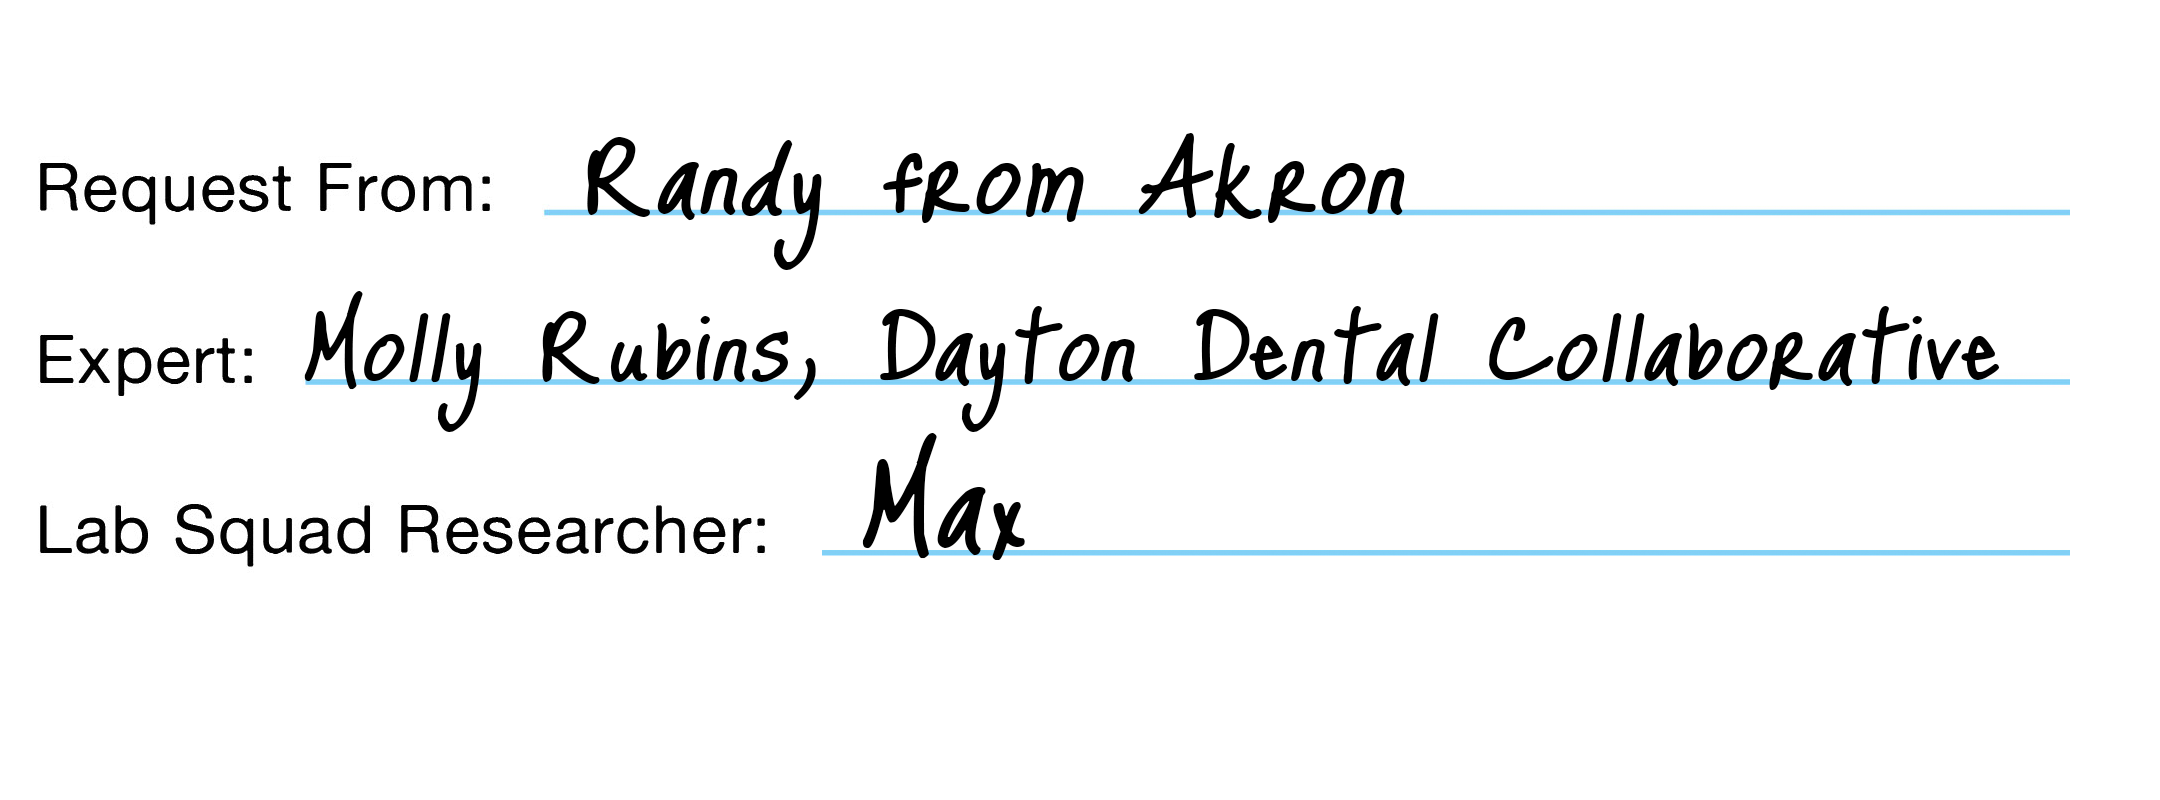 Request From: Randy from Akron
Expert: Molly Rubins, Dayton Dental Collaborative
Lab Squad Researcher: Max